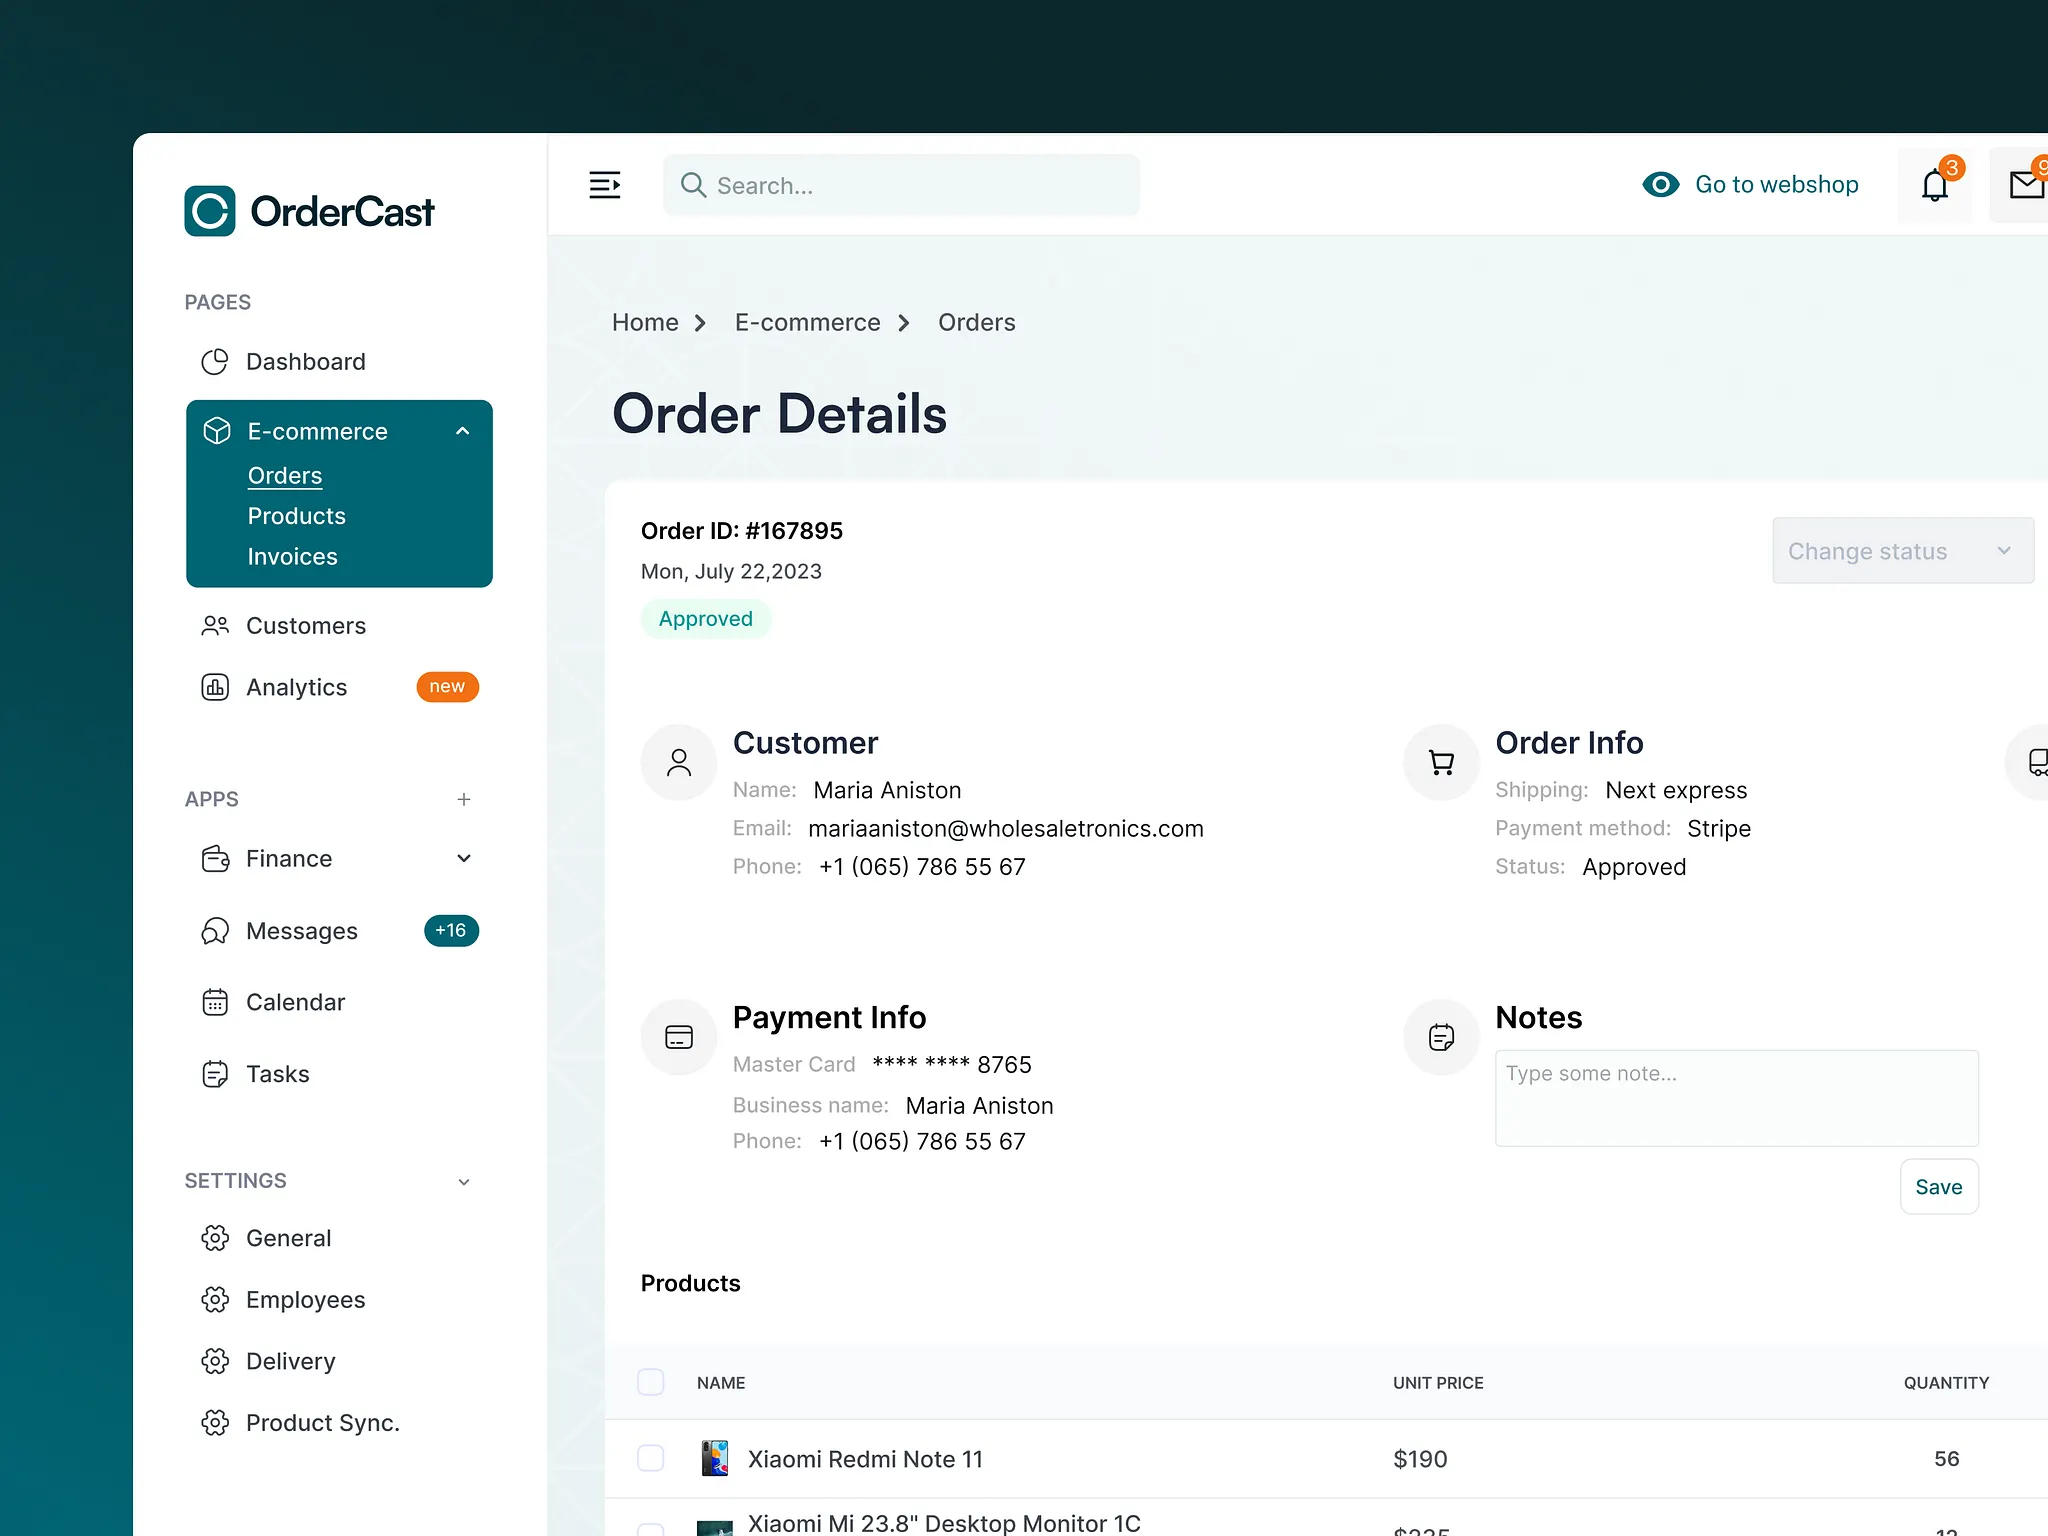 OrderCast
Search...
Go to webshop
3
9
PAGES
Dashboard
E-commerce
Orders
Products
Invoices
Customers
Analytics
new
APPS
+
Finance
Messages
+16
Calendar
Tasks
SETTINGS
General
Employees
Delivery
Product Sync.
Home
E-commerce
Orders
Order Details
Order ID: #167895
Mon, July 22,2023
Approved
Change status
Customer
Name: Maria Aniston
Email: mariaaniston@wholesaletronics.com
Phone: +1 (065) 786 55 67
Order Info
Shipping: Next express
Payment method: Stripe
Status: Approved
Payment Info
Master Card **** **** 8765
Business name: Maria Aniston
Phone: +1 (065) 786 55 67
Notes
Type some note...
Save
Products
NAME UNIT PRICE QUANTITY
Xiaomi Redmi Note 11 $190 56
Xiaomi Mi 23.8" Desktop Monitor 1C